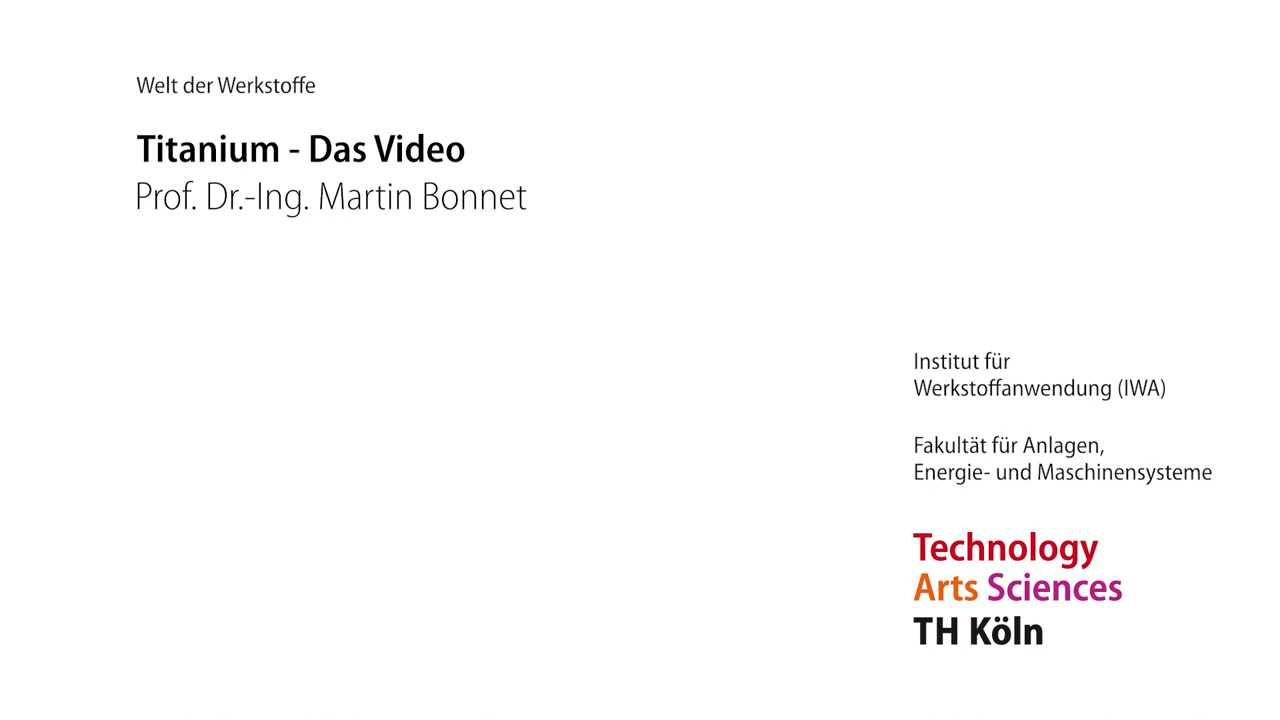 Welt der Werkstoffe
Titanium - Das Video
Prof. Dr.-Ing. Martin Bonnet
Institut für
Werkstoffanwendung (IWA)
Fakultät für Anlagen,
Energie- und Maschinensysteme
Technology
Arts Sciences
TH Köln